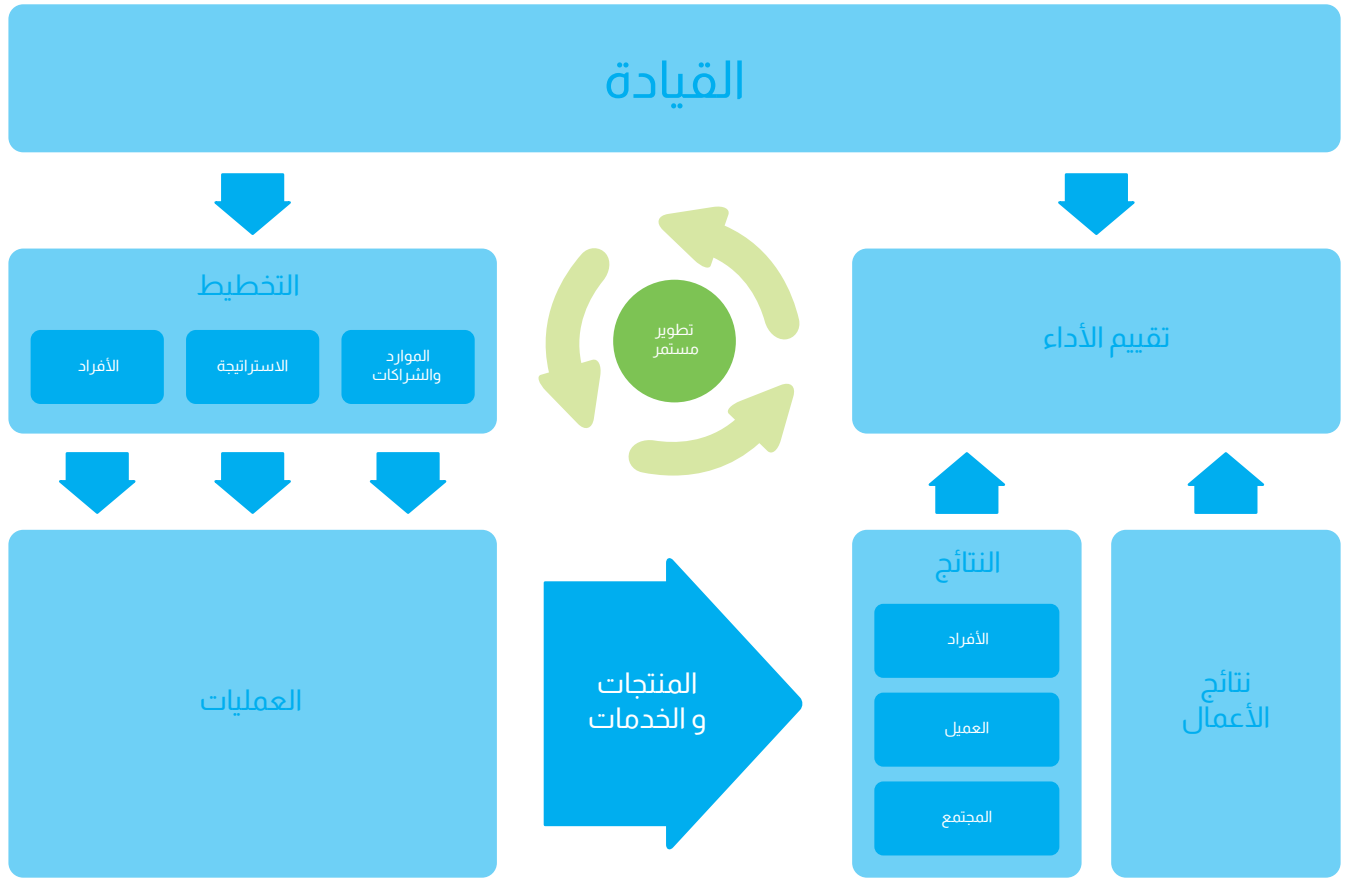 القيادة
التخطيط
الموارد
والشراكات
الاستراتيجة
الأفراد
تطوير
مستمر
تقييم الأداء
العمليات
المنتجات
و الخدمات
النتائج
الأفراد
العميل
المجتمع
نتائج
الأعمال